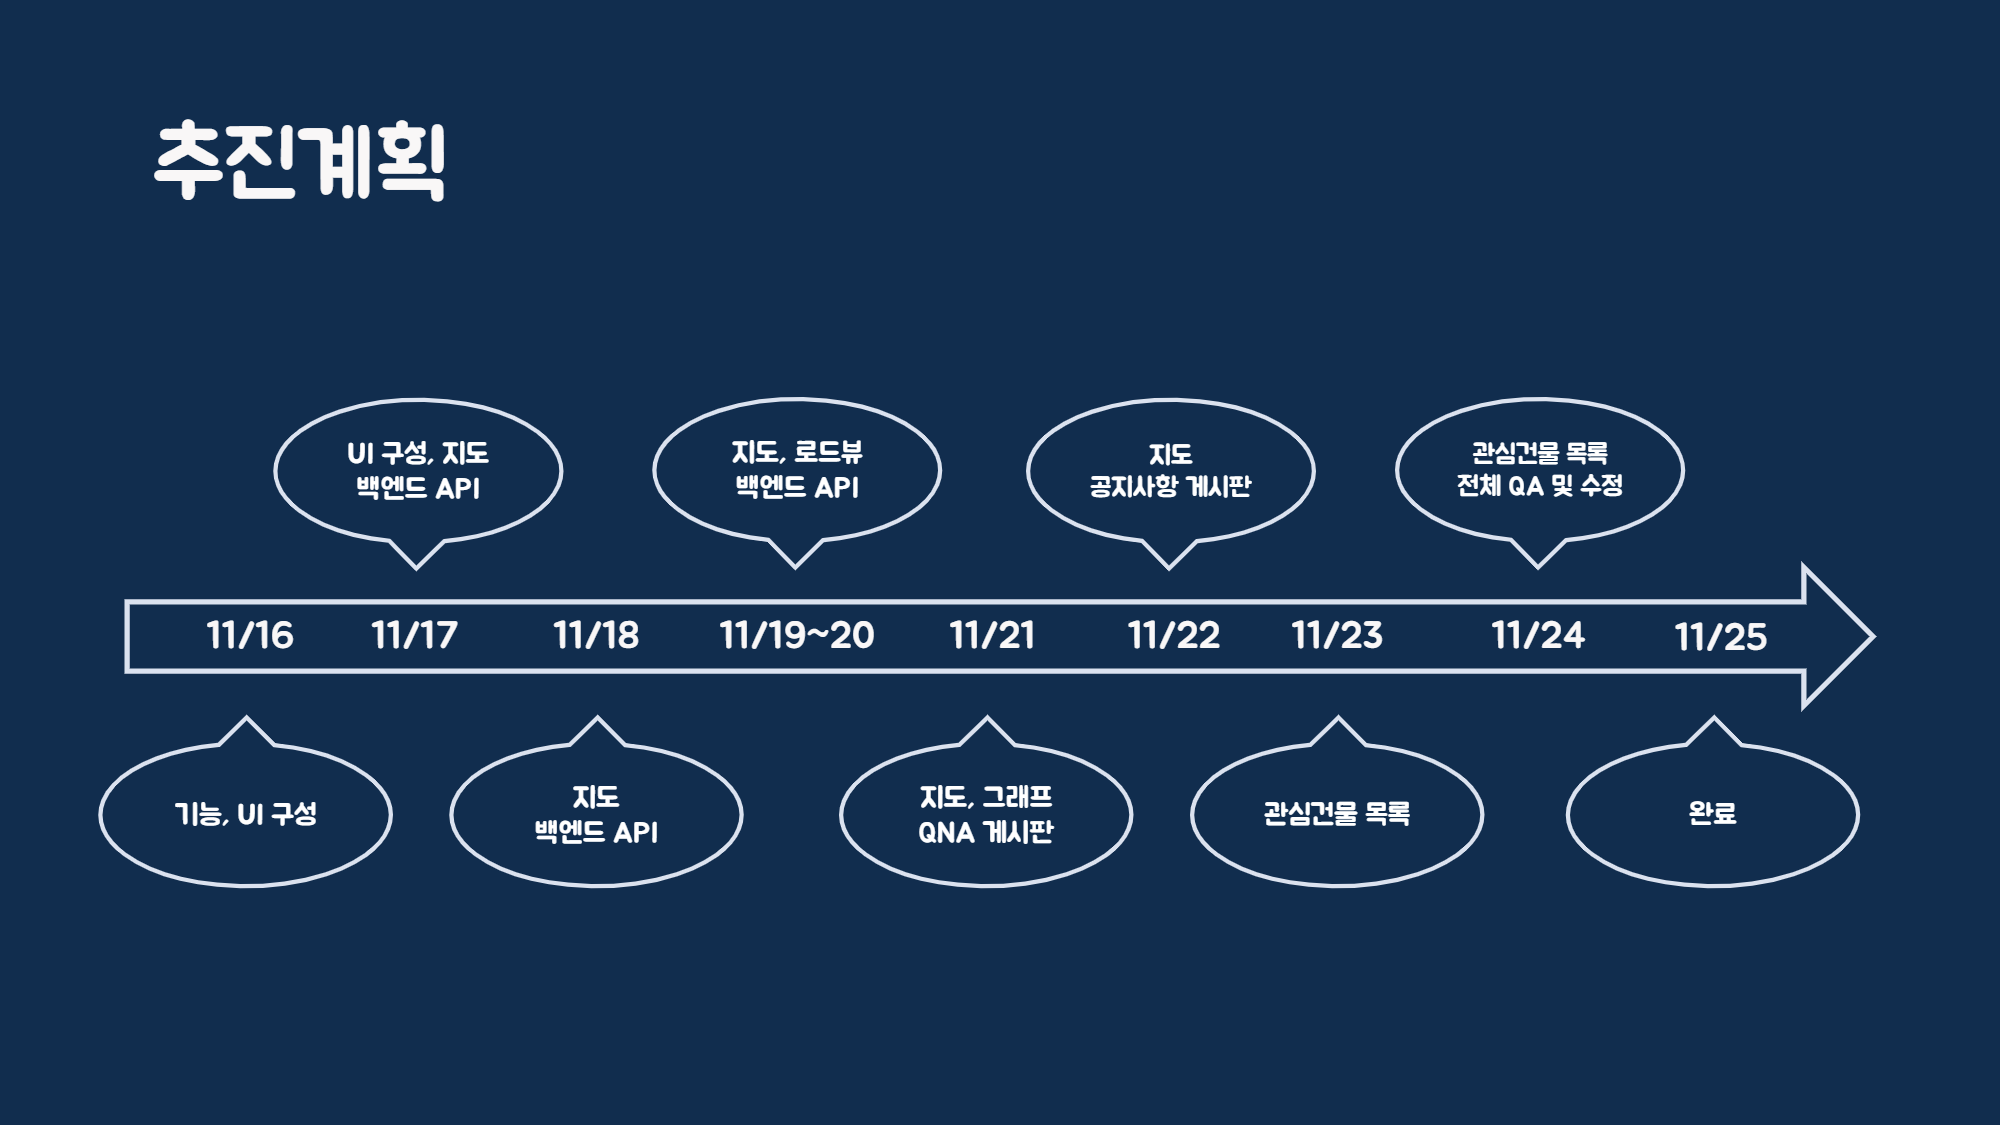 추진계획
UI 구성, 지도
백엔드 API
지도, 로드뷰
백엔드 API
지도
공지사항 게시판
관심건물 목록
전체 QA 및 수정
11/16 11/17 11/18 11/19~20 11/21 11/22 11/23 11/24 11/25
기능, UI 구성
지도
백엔드 API
지도, 그래프
QNA 게시판
관심건물 목록
완료